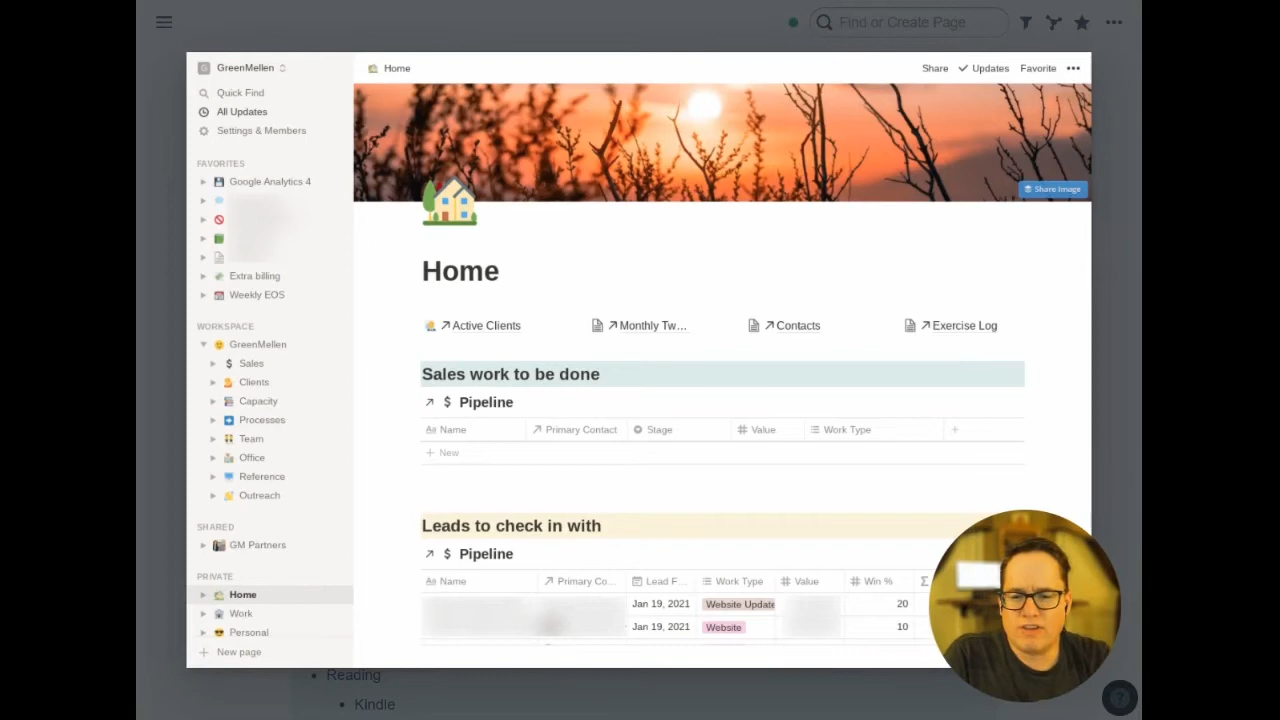 Find or Create Page
GreenMellen
Quick Find
All Updates
Settings & Members
FAVORITES
Google Analytics 4
Extra billing
Weekly EOS
WORKSPACE
GreenMellen
Sales
Clients
Capacity
Processes
Team
Office
Reference
Outreach
SHARED
GM Partners
PRIVATE
Home
Work
Personal
New page
Home
Share Updates Favorite
Share Image
Home
Active Clients Monthly Tw... Contacts Exercise Log
Sales work to be done
$ Pipeline
Aa Name Primary Contact Stage # Value Work Type +
+ New
Leads to check in with
$ Pipeline
Aa Name Primary Co... Lead F... Work Type # Value # Win % Σ
Jan 19, 2021 Website Update 20
Jan 19, 2021 Website 10
Reading
Kindle
?